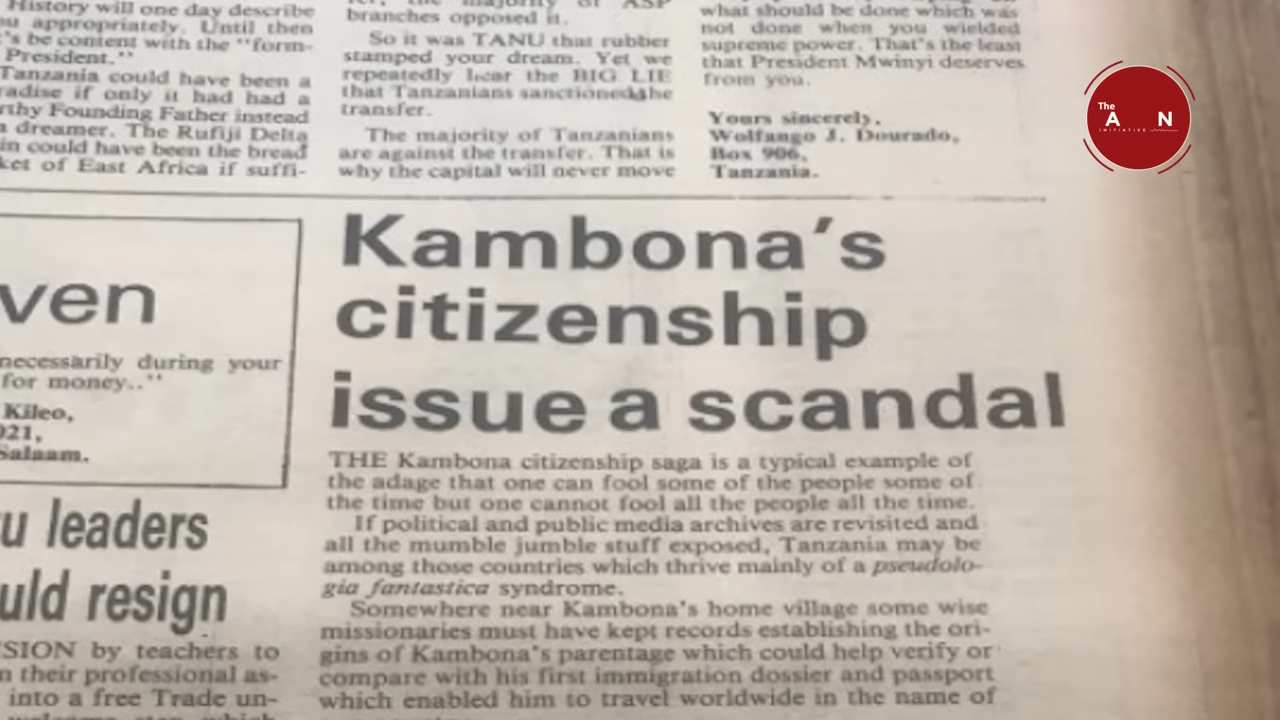 History will one day describe
appropriately. Until then
's be content with the "form-
President."
Tanzania could have been a
radise if only it had had a
rthy Founding Father instead
a dreamer. The Rufiji Delta
in could have been the bread
ket of East Africa if suffi-
branches opposed it.
So it was TANU that rubber
stamped your dream. Yet we
repeatedly hear the BIG LIE
that Tanzanians sanctioned the
transfer.
The majority of Tanzanians
are against the transfer. That is
why the capital will never move
what should be done which was
not done when you wielded
supreme power. That's the least
that President Mwinyi deserves
from you.
Yours sincerely,
Wolfango J. Dourado,
Box 906,
Tanzania.
The
A N
INITIATIVE
ven
necessarily during your
for money.."
Kileo,
921,
Salaam.
u leaders
uld resign
SION by teachers to
n their professional as-
into a free Trade un-
Kambona's
citizenship
issue a scandal
THE Kambona citizenship saga is a typical example of
the adage that one can fool some of the people some of
the time but one cannot fool all the people all the time.
If political and public media archives are revisited and
all the mumble jumble stuff exposed, Tanzania may be
among those countries which thrive mainly of a pseudolo-
gia fantastica syndrome.
Somewhere near Kambona's home village some wise
missionaries must have kept records establishing the ori-
gins of Kambona's parentage which could help verify or
compare with his first immigration dossier and passport
which enabled him to travel worldwide in the name of